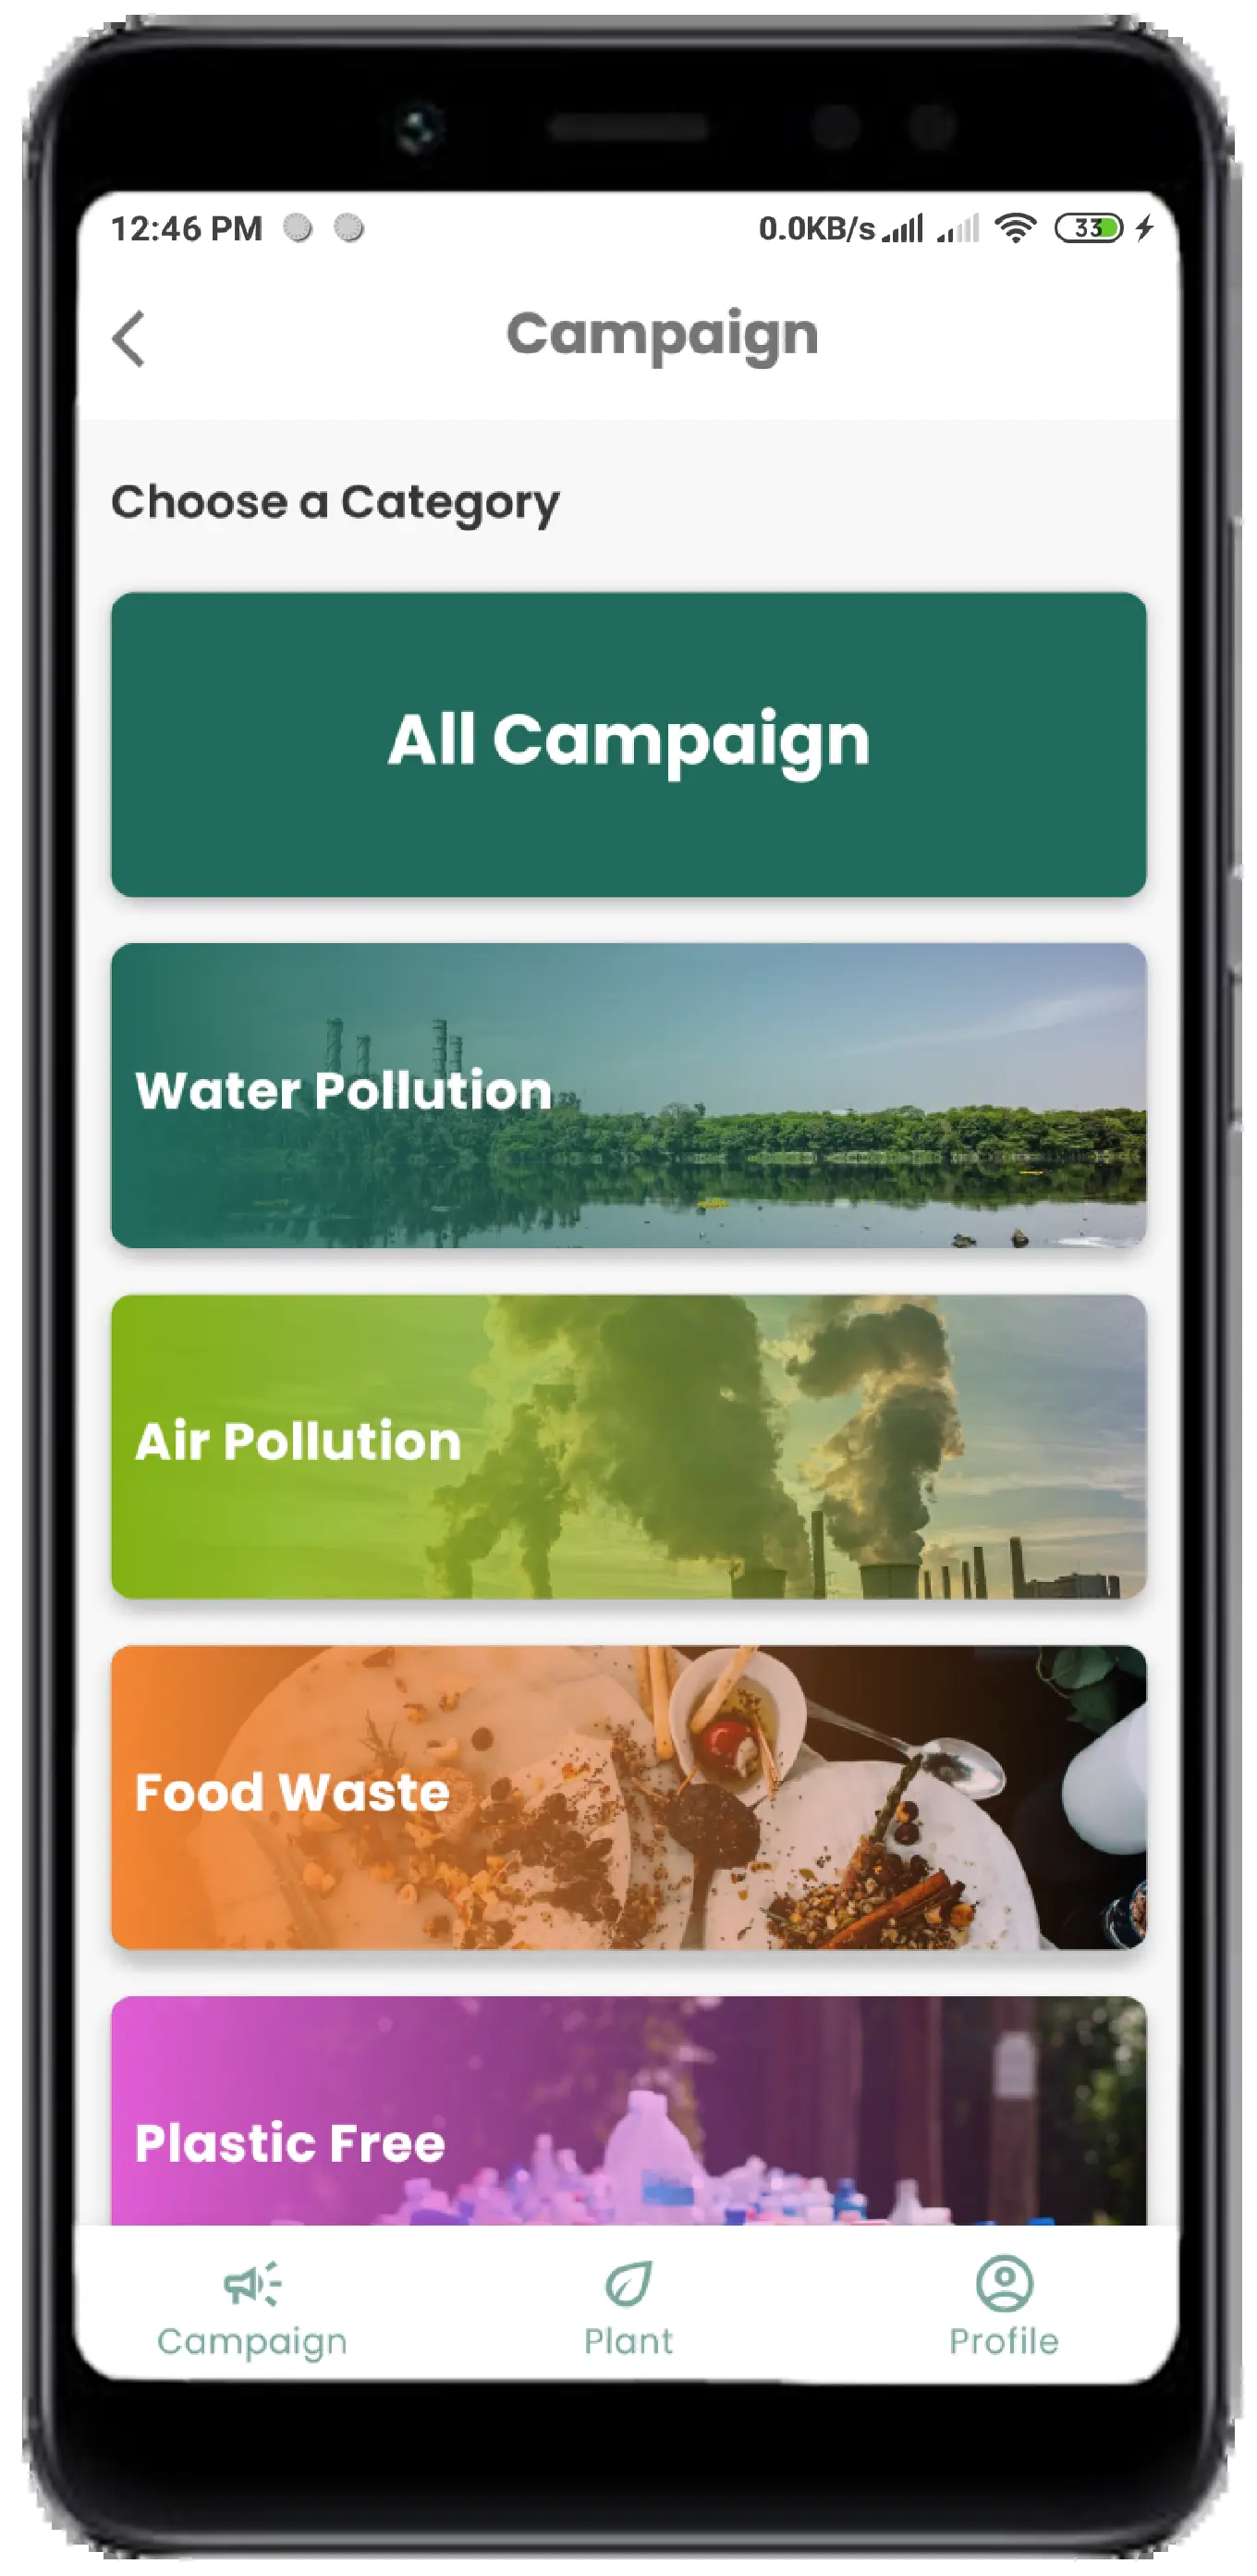 12:46 PM 0.0KB/s 33
Campaign
Choose a Category
All Campaign
Water Pollution
Air Pollution
Food Waste
Plastic Free
Campaign Plant Profile